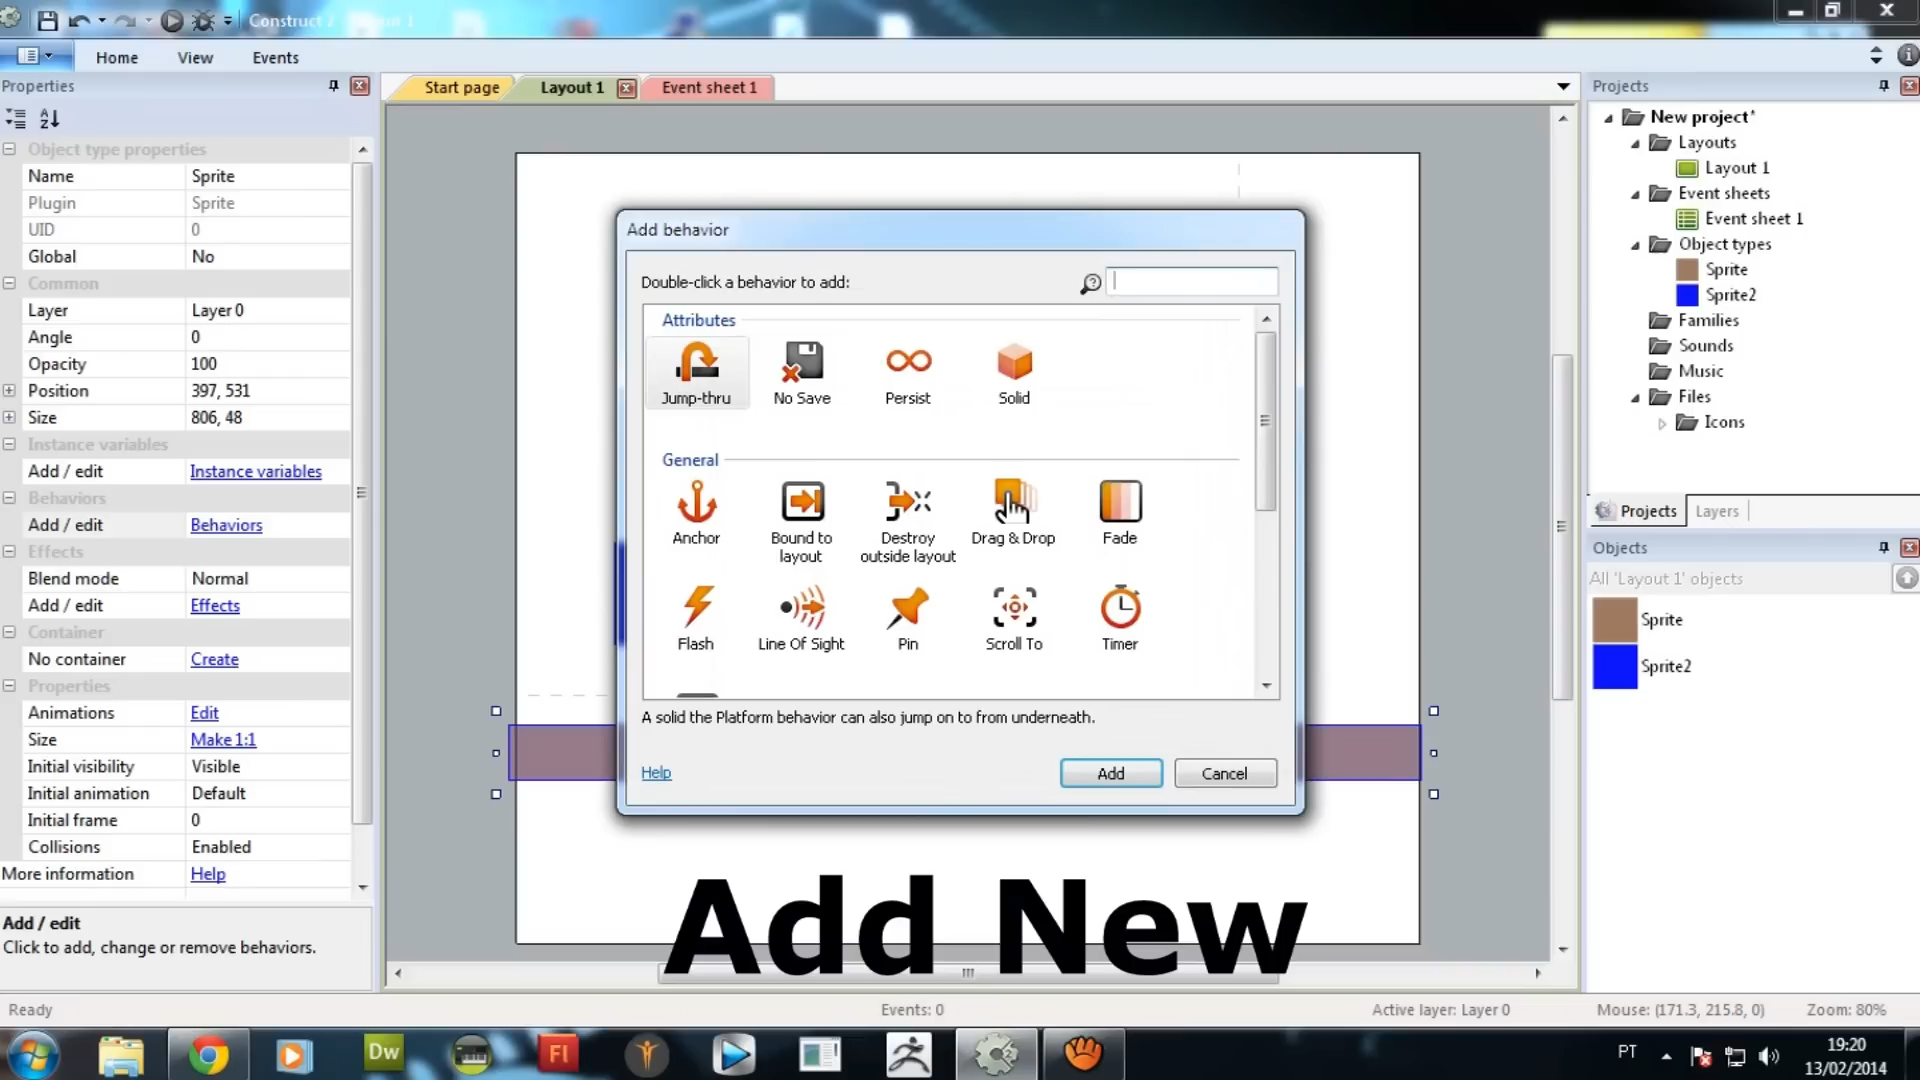 Construct 2
Home
View
Events
Properties
Start page
Layout 1
Event sheet 1
Projects
Object type properties
Name Sprite
Plugin Sprite
UID 0
Global No
Common
Layer Layer 0
Angle 0
Opacity 100
Position 397, 531
Size 806, 48
Instance variables
Add / edit Instance variables
Behaviors
Add / edit Behaviors
Effects
Blend mode Normal
Add / edit Effects
Container
No container Create
Properties
Animations Edit
Size Make 1:1
Initial visibility Visible
Initial animation Default
Initial frame 0
Collisions Enabled
More information Help
Add / edit
Click to add, change or remove behaviors.
Add behavior
Double-click a behavior to add:
Attributes
Jump-thru
No Save
Persist
Solid
General
Anchor
Bound to layout
Destroy outside layout
Drag & Drop
Fade
Flash
Line Of Sight
Pin
Scroll To
Timer
A solid the Platform behavior can also jump on to from underneath.
Help
Add
Cancel
Add New
New project*
Layouts
Layout 1
Event sheets
Event sheet 1
Object types
Sprite
Sprite2
Families
Sounds
Music
Files
Icons
Projects
Layers
Objects
All 'Layout 1' objects
Sprite
Sprite2
Ready
Events: 0
Active layer: Layer 0
Mouse: (171.3, 215.8, 0)
Zoom: 80%
Dw
Fl
PT
19:20
13/02/2014